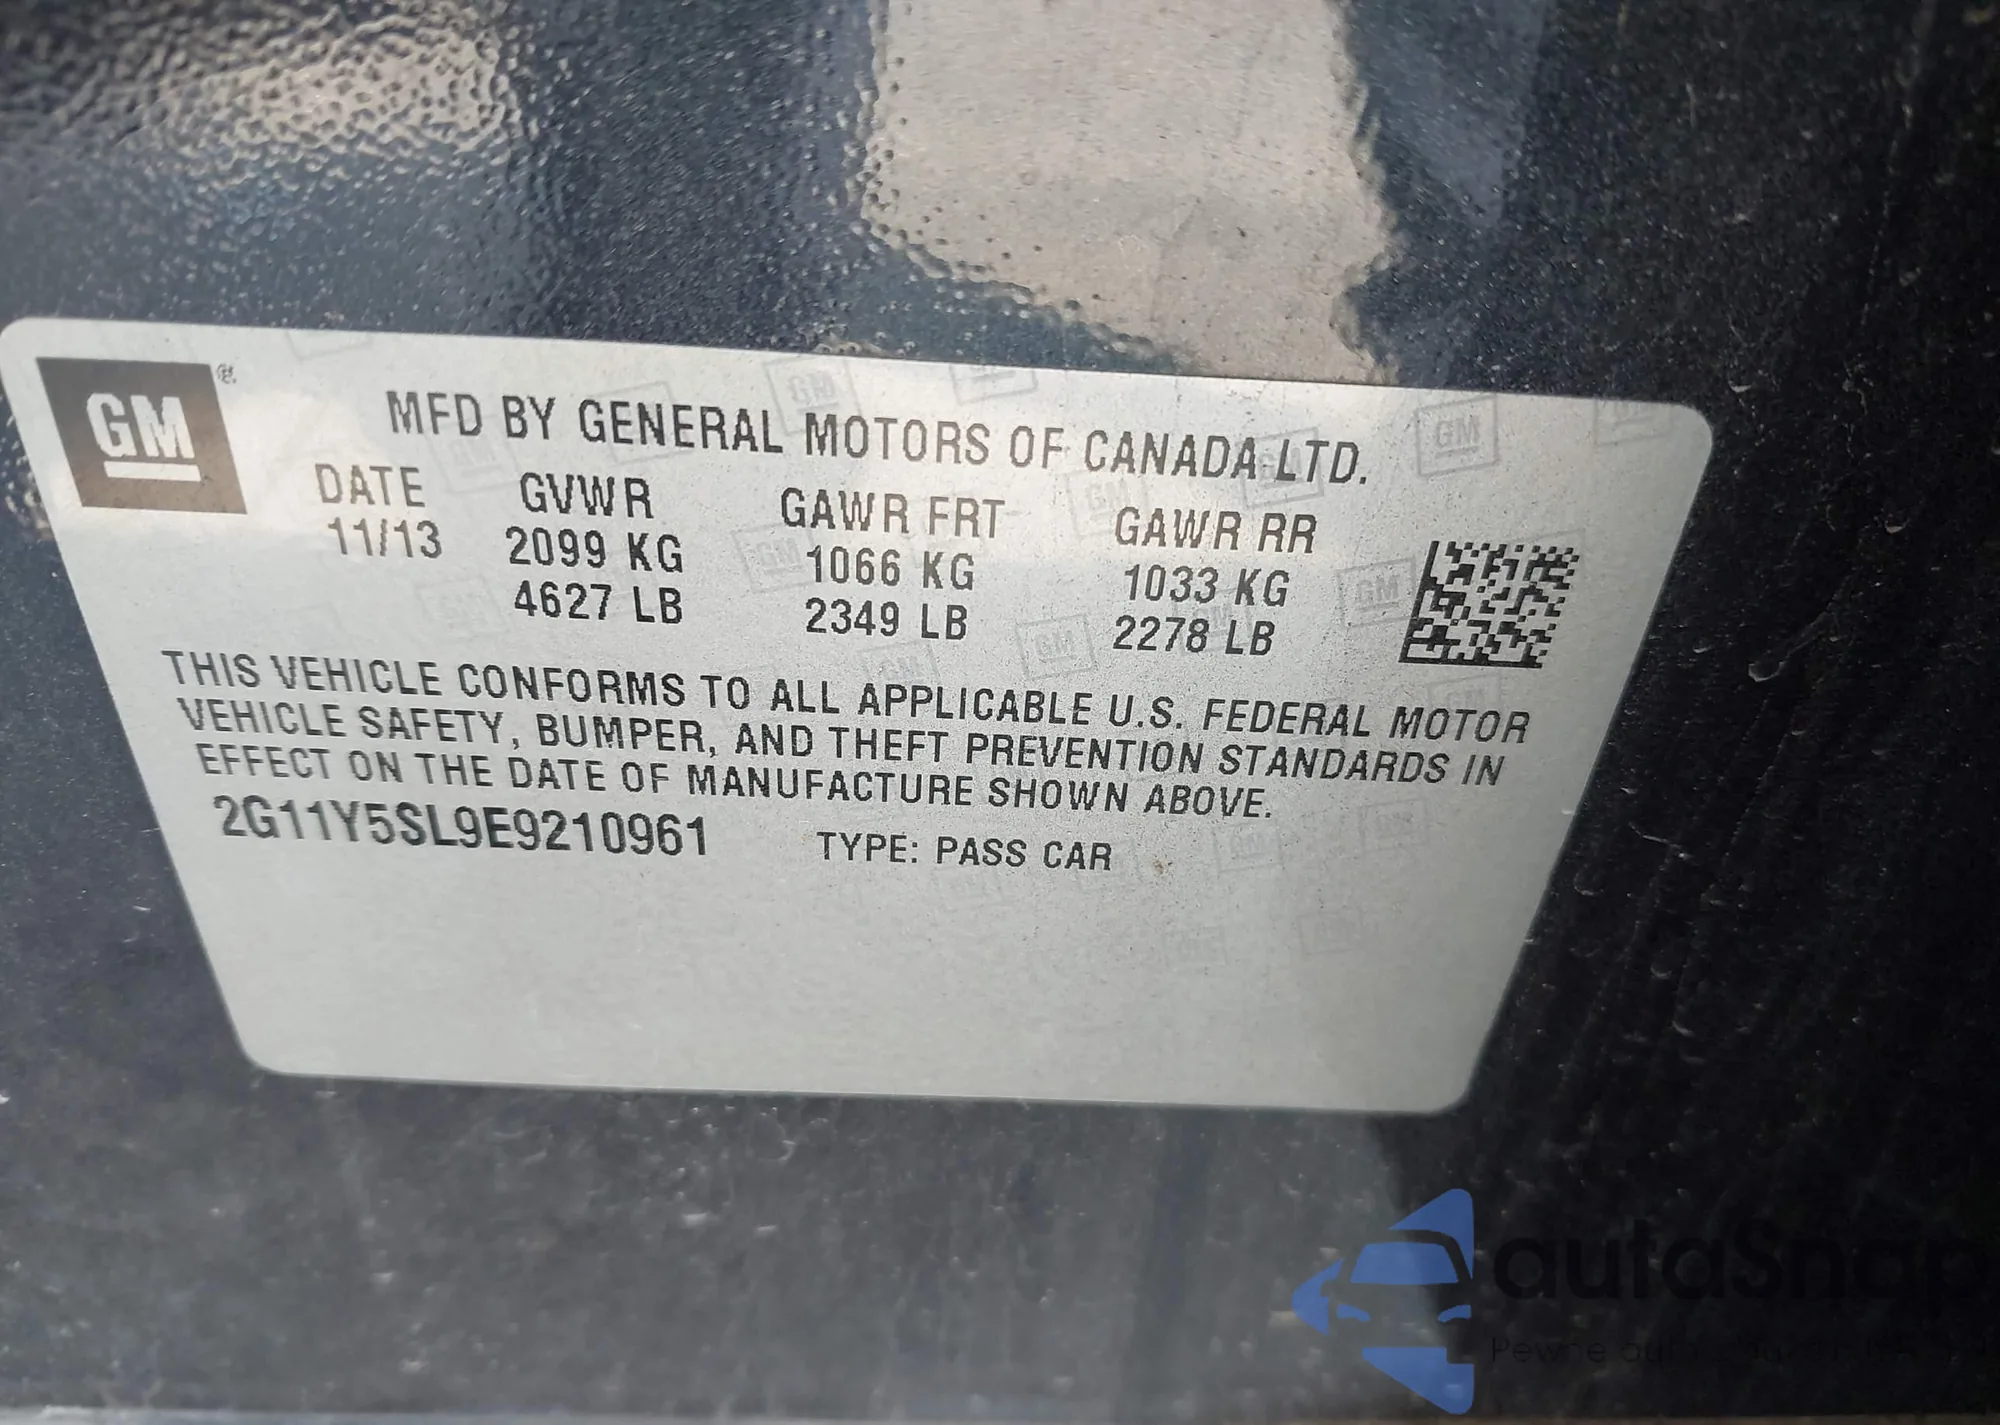 GM
MFD BY GENERAL MOTORS OF CANADA LTD.
DATE GVWR GAWR FRT GAWR RR
11/13 2099 KG 1066 KG 1033 KG
4627 LB 2349 LB 2278 LB
THIS VEHICLE CONFORMS TO ALL APPLICABLE U.S. FEDERAL MOTOR
VEHICLE SAFETY, BUMPER, AND THEFT PREVENTION STANDARDS IN
EFFECT ON THE DATE OF MANUFACTURE SHOWN ABOVE.
2G11Y5SL9E9210961 TYPE: PASS CAR
autoSnap
Pewne